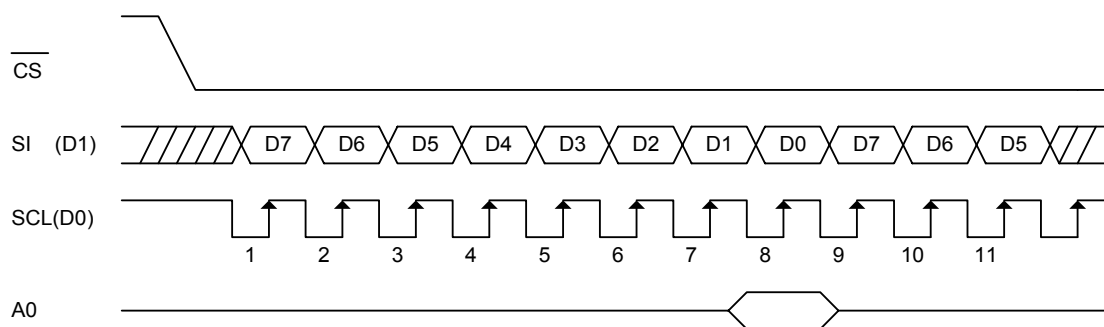 CS
SI (D1) D7 D6 D5 D4 D3 D2 D1 D0 D7 D6 D5
SCL(D0)
1 2 3 4 5 6 7 8 9 10 11
A0